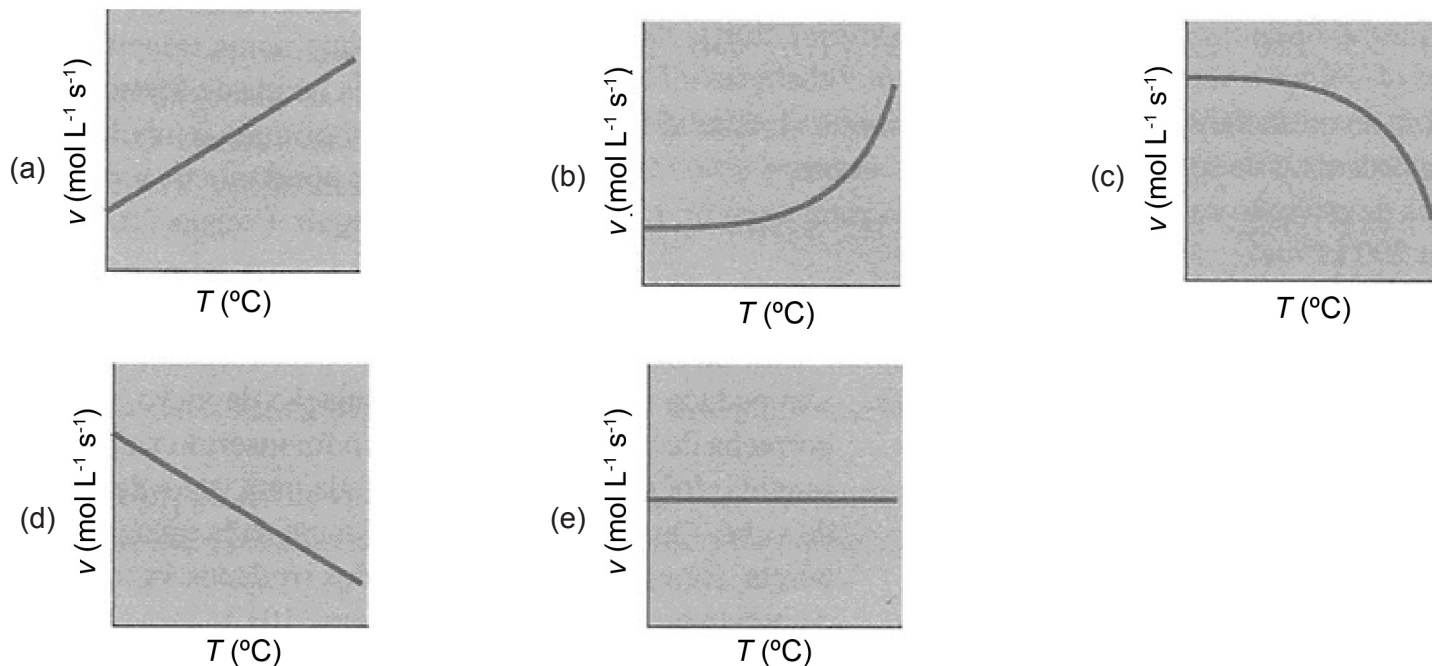 (a)
v (mol L-1 s-1)
T (ºC)
(b)
v (mol L-1 s-1)
T (ºC)
(c)
v (mol L-1 s-1)
T (ºC)
(d)
v (mol L-1 s-1)
T (ºC)
(e)
v (mol L-1 s-1)
T (ºC)